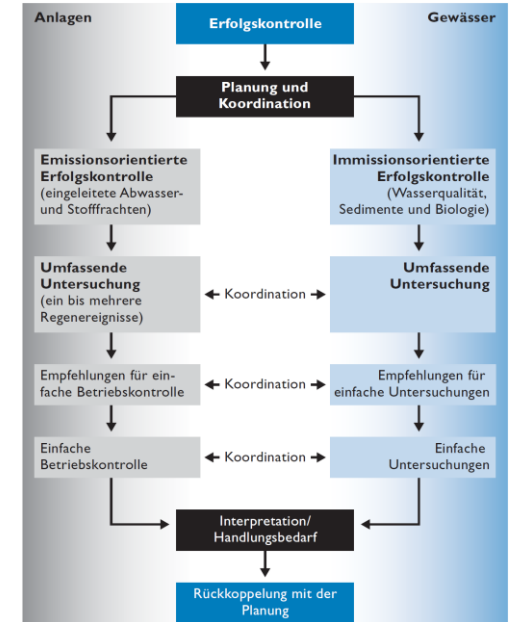 Anlagen
Erfolgskontrolle
Gewässer
Planung und
Koordination
Emissionsorientierte
Erfolgskontrolle
(eingeleitete Abwasser-
und Stofffrachten)
Immissionsorientierte
Erfolgskontrolle
(Wasserqualität,
Sedimente und Biologie)
Umfassende
Untersuchung
(ein bis mehrere
Regenereignisse)
Koordination
Umfassende
Untersuchung
Empfehlungen für ein-
fache Betriebskontrolle
Koordination
Empfehlungen für
einfache Untersuchungen
Einfache
Betriebskontrolle
Koordination
Einfache
Untersuchungen
Interpretation/
Handlungsbedarf
Rückkoppelung mit der
Planung